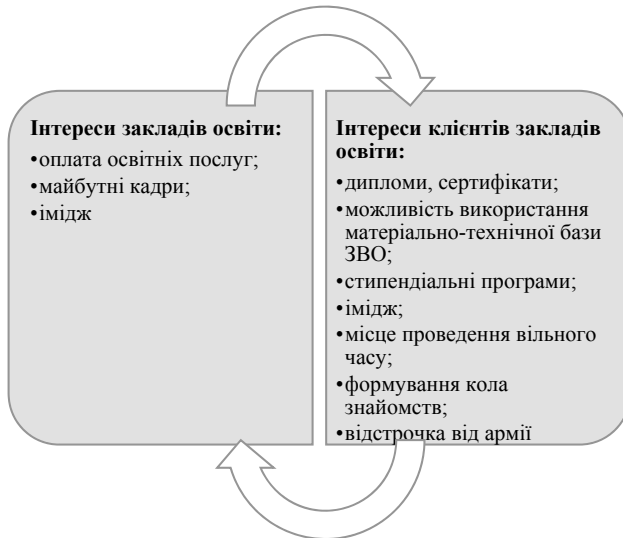 Інтереси закладів освіти:
•оплата освітніх послуг;
•майбутні кадри;
•імідж
Інтереси клієнтів закладів
освіти:
•дипломи, сертифікати;
•можливість використання
матеріально-технічної бази
ЗВО;
•стипендіальні програми;
•імідж;
•місце проведення вільного
часу;
•формування кола
знайомств;
•відстрочка від армії